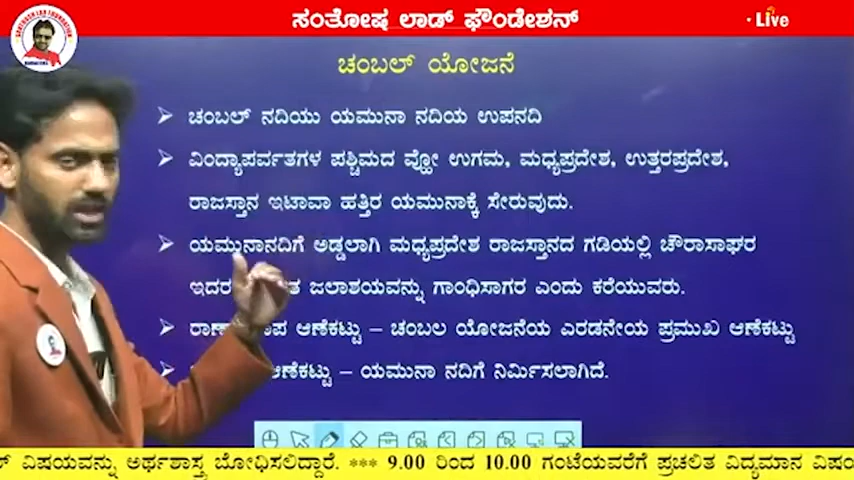 ಸಂತೋಷ ಲಾಡ್ ಫೌಂಡೇಶನ್
Live
ಚಂಬಲ್ ಯೋಜನೆ
ಚಂಬಲ್ ನದಿಯು ಯಮುನಾ ನದಿಯ ಉಪನದಿ
ವಿಂದ್ಯಾಪರ್ವತಗಳ ಪಶ್ಚಿಮದ ವ್ಹೋ ಉಗಮ, ಮಧ್ಯಪ್ರದೇಶ, ಉತ್ತರಪ್ರದೇಶ,
ರಾಜಸ್ತಾನ ಇಟಾವಾ ಹತ್ತಿರ ಯಮುನಾಕ್ಕೆ ಸೇರುವುದು.
ಯಮುನಾನದಿಗೆ ಅಡ್ಡಲಾಗಿ ಮಧ್ಯಪ್ರದೇಶ ರಾಜಸ್ತಾನದ ಗಡಿಯಲ್ಲಿ ಚೌರಾಸಾಘರ
ಜಲಾಶಯವನ್ನು ಗಾಂಧಿಸಾಗರ ಎಂದು ಕರೆಯುವರು.
ಆಣೆಕಟ್ಟು – ಚಂಬಲ ಯೋಜನೆಯ ಎರಡನೇಯ ಪ್ರಮುಖ ಆಣೆಕಟ್ಟು
ಆಣೆಕಟ್ಟು – ಯಮುನಾ ನದಿಗೆ ನಿರ್ಮಿಸಲಾಗಿದೆ.
ವಿಷಯವನ್ನು ಅರ್ಥಶಾಸ್ತ್ರ ಬೋಧಿಸಲಿದ್ದಾರೆ. *** 9.00 ರಿಂದ 10.00 ಗಂಟೆಯವರೆಗೆ ಪ್ರಚಲಿತ ವಿದ್ಯಮಾನ